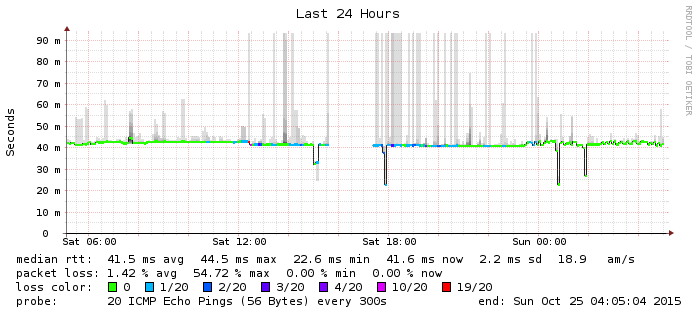 Last 24 Hours
RRDTOOL / TOBI OETIKER
Seconds
90 m
80 m
70 m
60 m
50 m
40 m
30 m
20 m
10 m
0
Sat 06:00 Sat 12:00 Sat 18:00 Sun 00:00
median rtt: 41.5 ms avg 44.5 ms max 22.6 ms min 41.6 ms now 2.2 ms sd 18.9 am/s
packet loss: 1.42 % avg 54.72 % max 0.00 % min 0.00 % now
loss color: 0 1/20 2/20 3/20 4/20 10/20 19/20
probe: 20 ICMP Echo Pings (56 Bytes) every 300s end: Sun Oct 25 04:05:04 2015